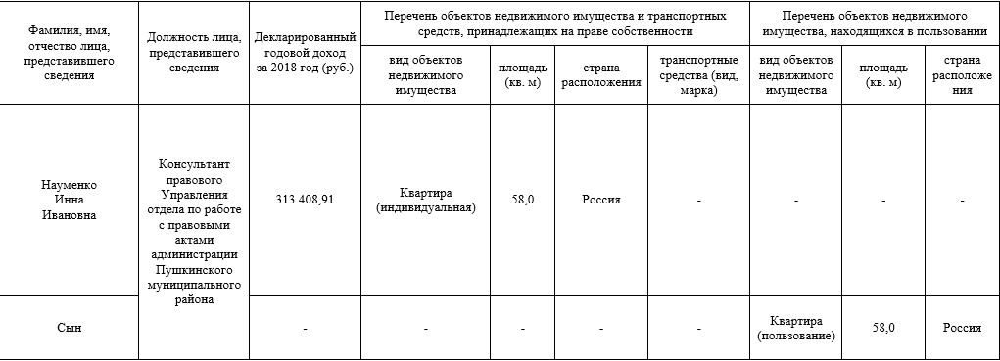 Фамилия, имя,
отчество лица,
представившего
сведения
Должность лица,
представившего
сведения
Декларированный
годовой доход
за 2018 год (руб.)
Перечень объектов недвижимого имущества и транспортных
средств, принадлежащих на праве собственности
Перечень объектов недвижимого
имущества, находящихся в пользовании
вид объектов
недвижимого
имущества
площадь
(кв. м)
страна
расположения
транспортные
средства (вид,
марка)
вид объектов
недвижимого
имущества
площадь
(кв. м)
страна
расположе
ния
Науменко
Инна
Ивановна
Консультант
правового
Управления
отдела по работе
с правовыми
актами
администрации
Пушкинского
муниципального
района
313 408,91
Квартира
(индивидуальная)
58,0
Россия
-
-
-
-
Сын
-
-
-
-
-
Квартира
(пользование)
58,0
Россия